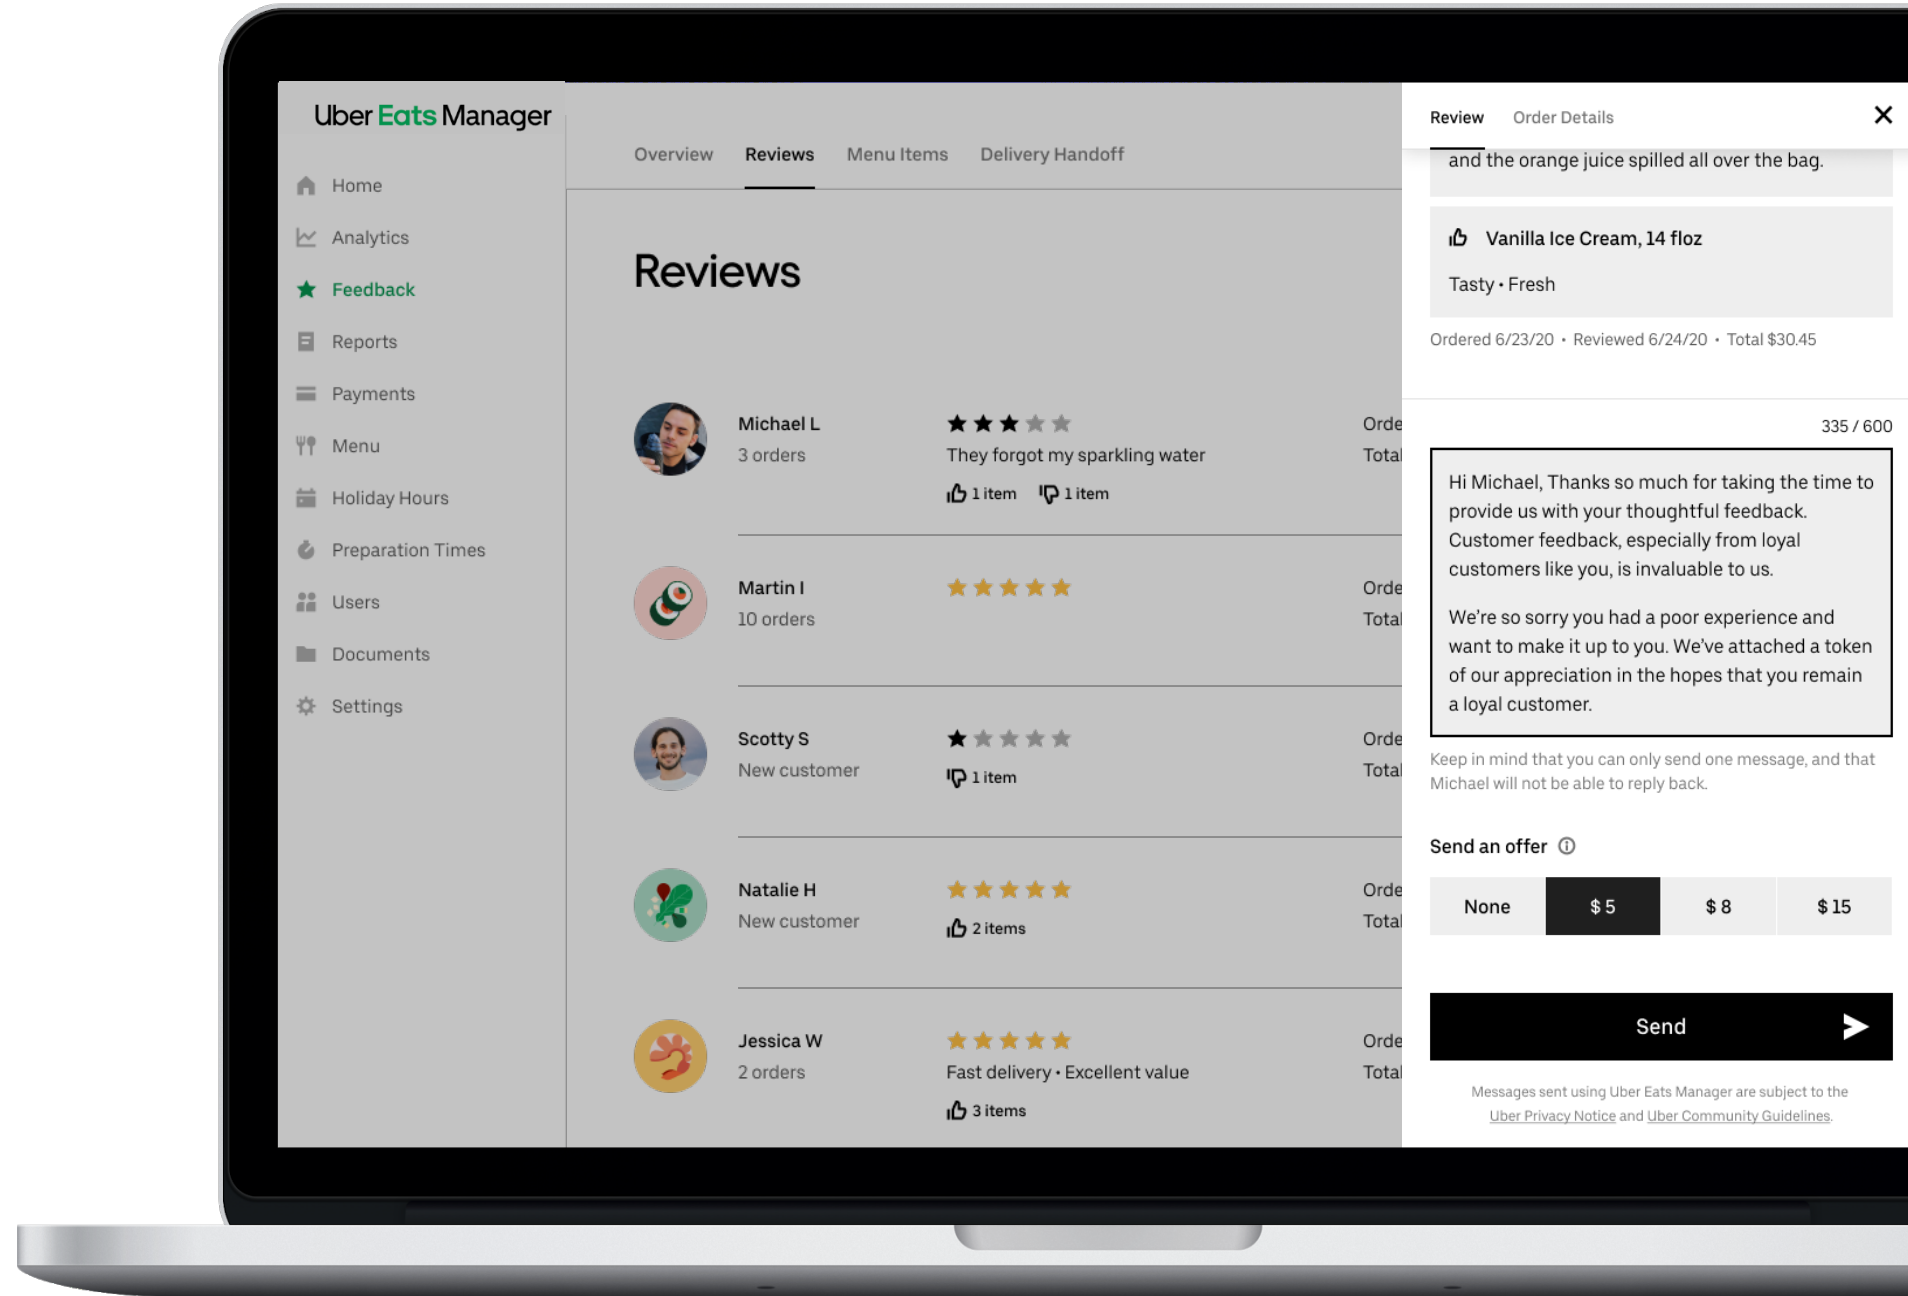 Uber Eats Manager
Home
Analytics
Feedback
Reports
Payments
Menu
Holiday Hours
Preparation Times
Users
Documents
Settings
Overview
Reviews
Menu Items
Delivery Handoff
Reviews
Michael L
3 orders
They forgot my sparkling water
1 item
1 item
Orde
Total
Martin I
10 orders
Orde
Total
Scotty S
New customer
1 item
Orde
Total
Natalie H
New customer
2 items
Orde
Total
Jessica W
2 orders
Fast delivery • Excellent value
3 items
Orde
Total
Review
Order Details
and the orange juice spilled all over the bag.
Vanilla Ice Cream, 14 floz
Tasty • Fresh
Ordered 6/23/20 • Reviewed 6/24/20 • Total $30.45
335 / 600
Hi Michael, Thanks so much for taking the time to
provide us with your thoughtful feedback.
Customer feedback, especially from loyal
customers like you, is invaluable to us.
We're so sorry you had a poor experience and
want to make it up to you. We've attached a token
of our appreciation in the hopes that you remain
a loyal customer.
Keep in mind that you can only send one message, and that
Michael will not be able to reply back.
Send an offer
None
$ 5
$ 8
$ 15
Send
Messages sent using Uber Eats Manager are subject to the
Uber Privacy Notice and Uber Community Guidelines.